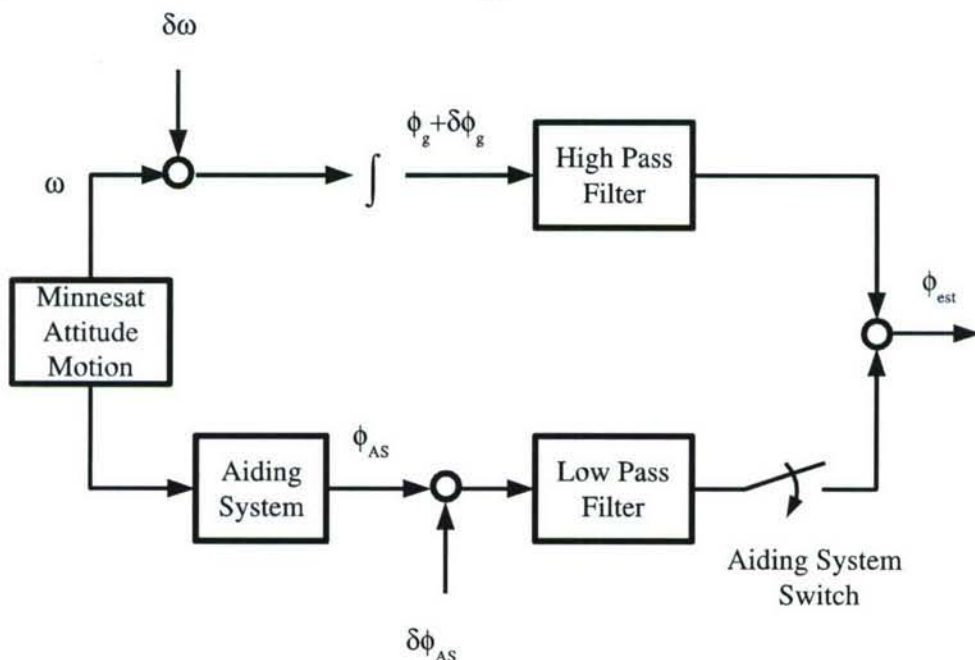 δω
ω
∫
ϕg+δϕg
High Pass
Filter
Minnesat
Attitude
Motion
ϕest
Aiding
System
ϕAS
Low Pass
Filter
Aiding System
Switch
δϕAS